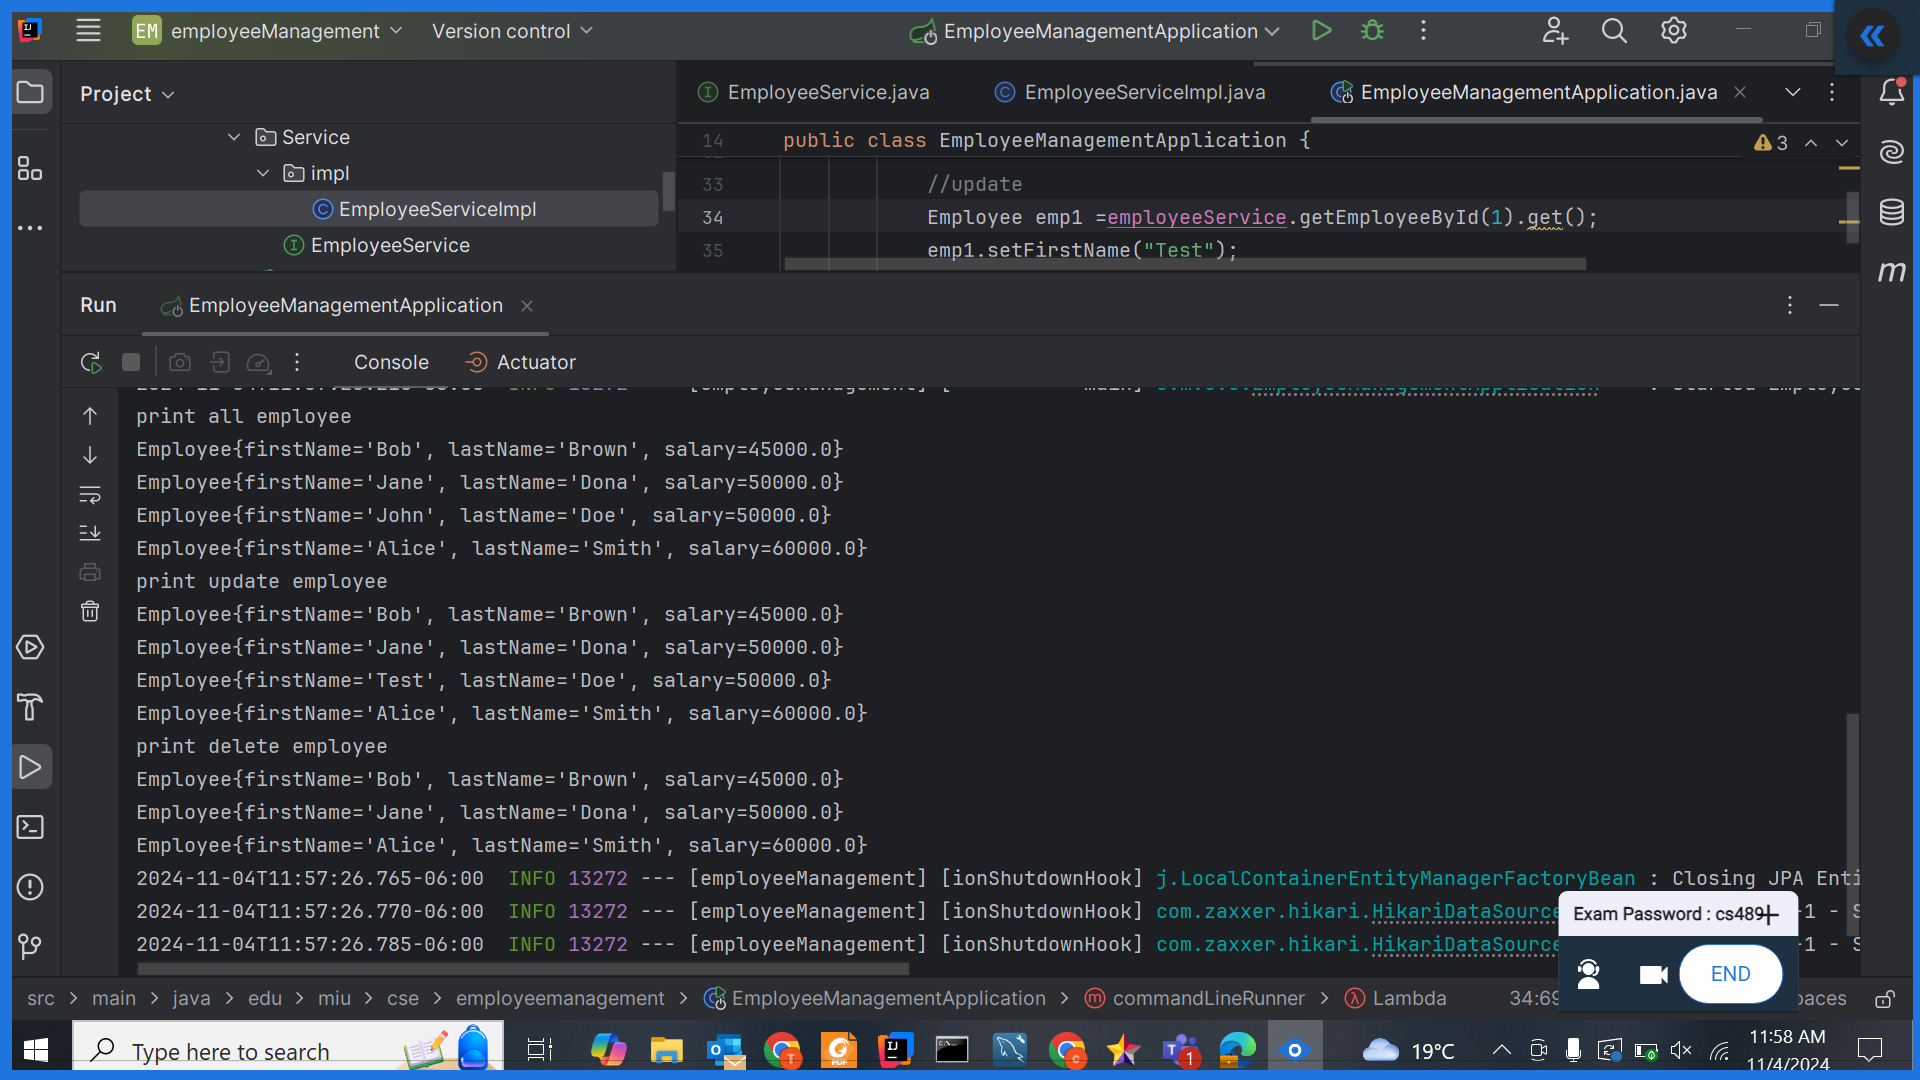 EM employeeManagement Version control EmployeeManagementApplication
Project
EmployeeService.java EmployeeServiceImpl.java EmployeeManagementApplication.java
Service
impl
EmployeeServiceImpl
EmployeeService
14 public class EmployeeManagementApplication { 3
33 //update
34 Employee emp1 =employeeService.getEmployeeById(1).get();
35 emp1.setFirstName("Test");
Run EmployeeManagementApplication
Console Actuator
print all employee
Employee{firstName='Bob', lastName='Brown', salary=45000.0}
Employee{firstName='Jane', lastName='Dona', salary=50000.0}
Employee{firstName='John', lastName='Doe', salary=50000.0}
Employee{firstName='Alice', lastName='Smith', salary=60000.0}
print update employee
Employee{firstName='Bob', lastName='Brown', salary=45000.0}
Employee{firstName='Jane', lastName='Dona', salary=50000.0}
Employee{firstName='Test', lastName='Doe', salary=50000.0}
Employee{firstName='Alice', lastName='Smith', salary=60000.0}
print delete employee
Employee{firstName='Bob', lastName='Brown', salary=45000.0}
Employee{firstName='Jane', lastName='Dona', salary=50000.0}
Employee{firstName='Alice', lastName='Smith', salary=60000.0}
2024-11-04T11:57:26.765-06:00 INFO 13272 --- [employeeManagement] [ionShutdownHook] j.LocalContainerEntityManagerFactoryBean : Closing JPA Enti
2024-11-04T11:57:26.770-06:00 INFO 13272 --- [employeeManagement] [ionShutdownHook] com.zaxxer.hikari.HikariDataSource -1 - S
2024-11-04T11:57:26.785-06:00 INFO 13272 --- [employeeManagement] [ionShutdownHook] com.zaxxer.hikari.HikariDataSource -1 - S
Exam Password : cs489
END
src > main > java > edu > miu > cse > employeemanagement > EmployeeManagementApplication > commandLineRunner > Lambda 34:69 paces
Type here to search
19°C
11:58 AM
11/4/2024